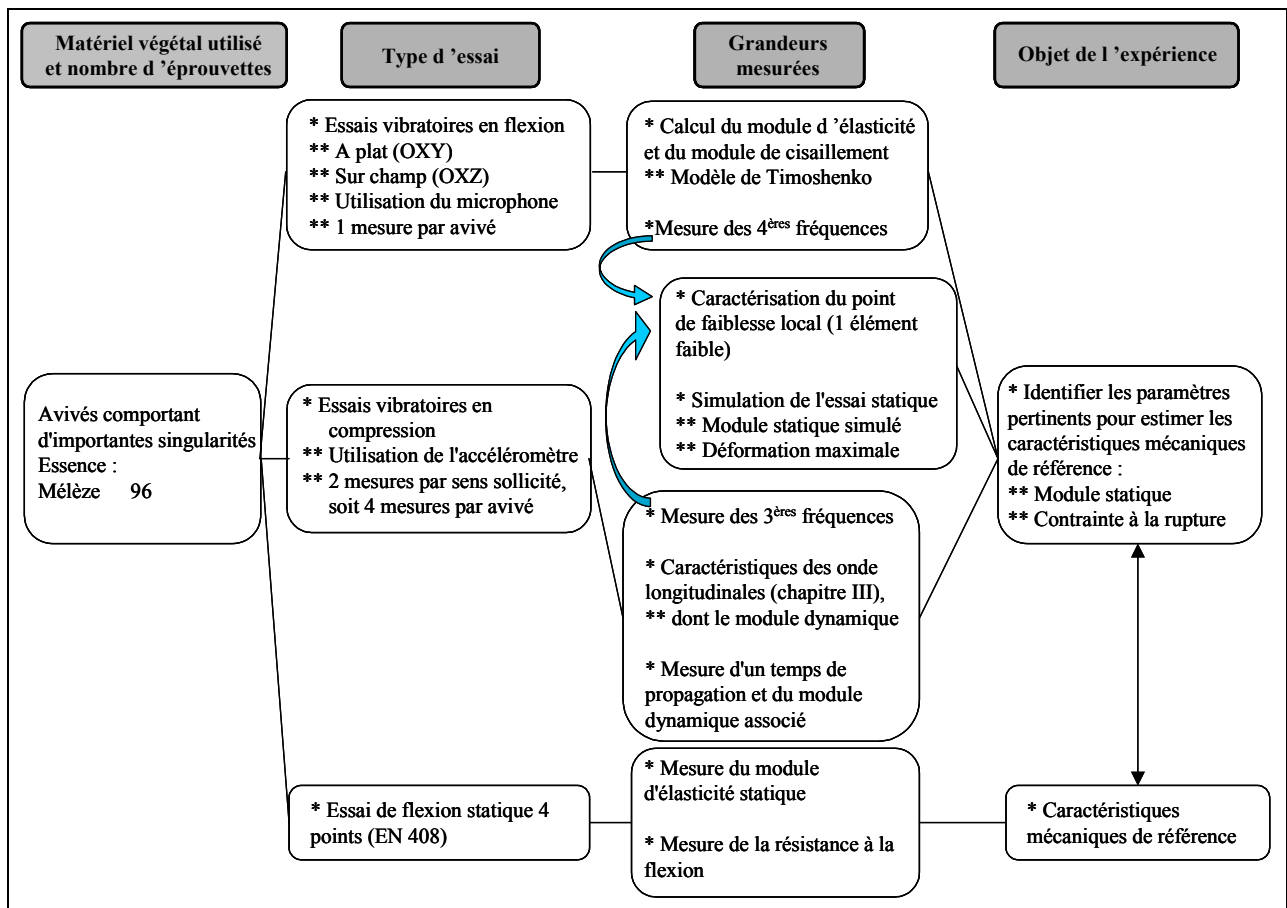 Matériel végétal utilisé
et nombre d ’éprouvettes
Type d ’essai
Grandeurs
mesurées
Objet de l ’expérience
* Essais vibratoires en flexion
** A plat (OXY)
** Sur champ (OXZ)
** Utilisation du microphone
** 1 mesure par avivé
* Calcul du module d ’élasticité
et du module de cisaillement
** Modèle de Timoshenko
*Mesure des 4ères fréquences
* Caractérisation du point
de faiblesse local (1 élément
faible)
* Simulation de l'essai statique
** Module statique simulé
** Déformation maximale
Avivés comportant
d'importantes singularités
Essence :
Mélèze 96
* Essais vibratoires en
compression
** Utilisation de l'accéléromètre
** 2 mesures par sens sollicité,
soit 4 mesures par avivé
* Identifier les paramètres
pertinents pour estimer les
caractéristiques mécaniques
de référence :
** Module statique
** Contrainte à la rupture
* Mesure des 3ères fréquences
* Caractéristiques des onde
longitudinales (chapitre III),
** dont le module dynamique
* Mesure d'un temps de
propagation et du module
dynamique associé
* Essai de flexion statique 4
points (EN 408)
* Mesure du module
d'élasticité statique
* Mesure de la résistance à la
flexion
* Caractéristiques
mécaniques de référence